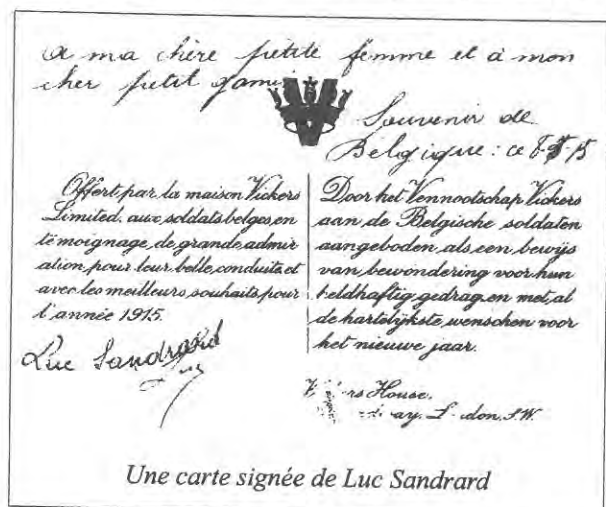 A ma chère petite femme et à mon
cher petit gamin
Souvenir de
Belgique: ce
Offert par la maison Vickers
Limited. aux soldats belges en
témoignage de grande admir
ation pour leur belle conduite et
avec les meilleurs souhaits pour
l'année 1915.
Luc Sandrard
Door het Vennootschap Vickers
aan de Belgische soldaten
aangeboden als een bewijs
van bewondering voor hun
heldhaftig gedrag en met al
de hartelijkste wenschen voor
het nieuwe jaar.
House.
S.W.
Une carte signée de Luc Sandrard